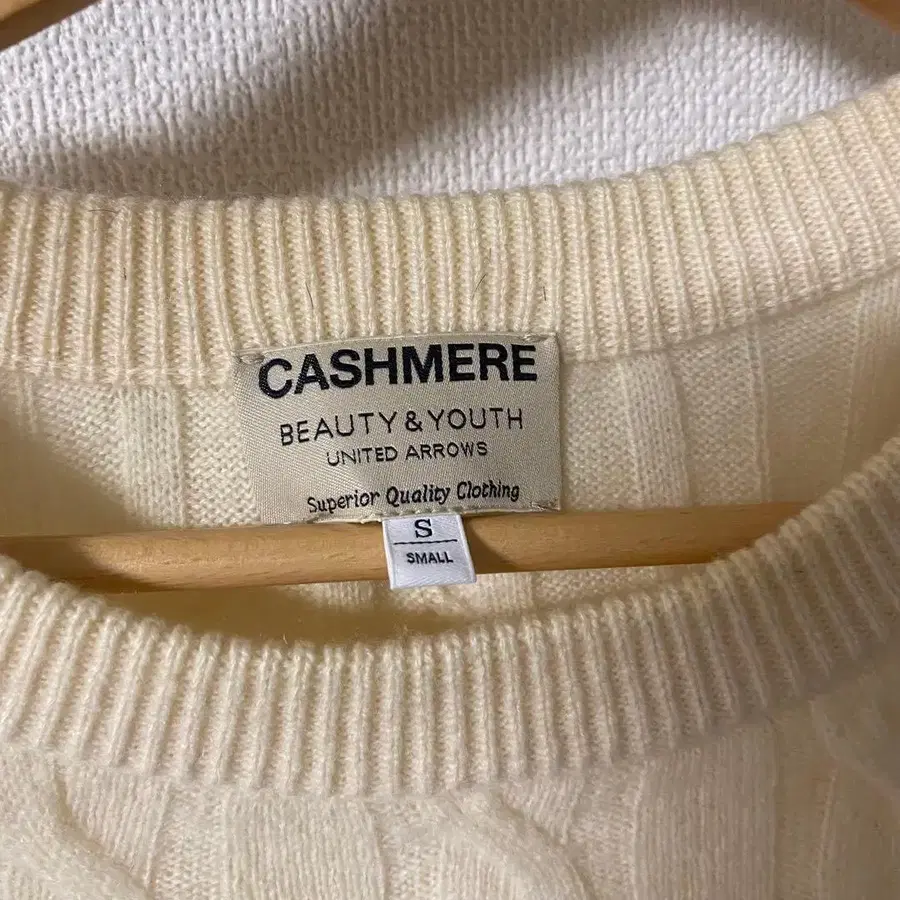 CASHMERE
BEAUTY & YOUTH
UNITED ARROWS
Superior Quality Clothing
S
SMALL